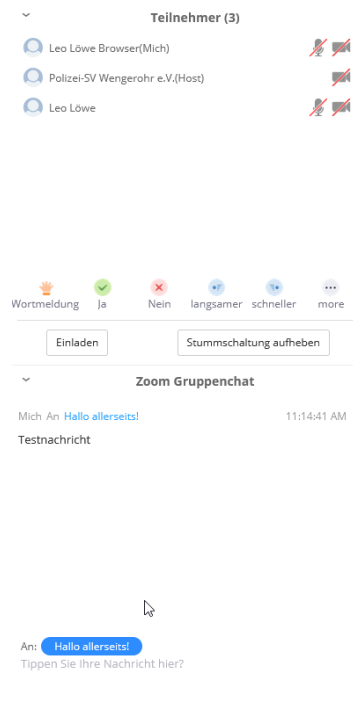 Teilnehmer (3)
Leo Löwe Browser(Mich)
Polizei-SV Wengerohr e.V.(Host)
Leo Löwe
Wortmeldung Ja Nein langsamer schneller more
Einladen Stummschaltung aufheben
Zoom Gruppenchat
Mich An Hallo allerseits! 11:14:41 AM
Testnachricht
An: Hallo allerseits!
Tippen Sie Ihre Nachricht hier?